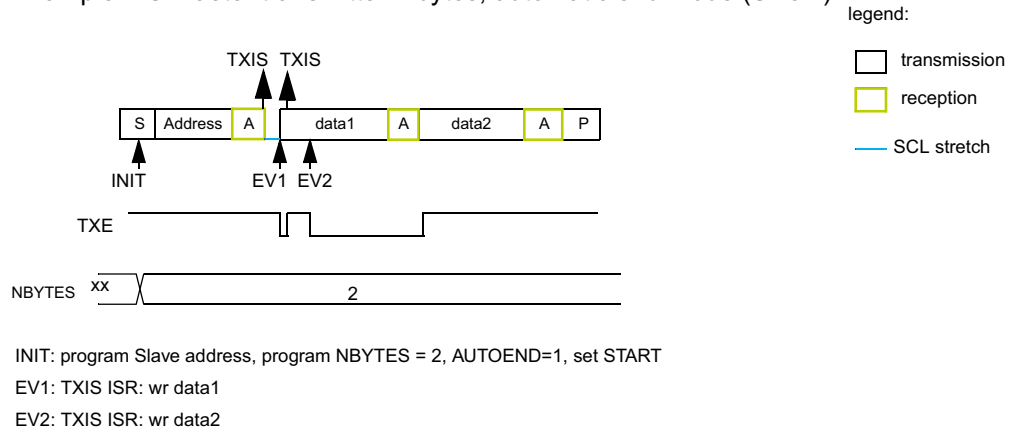 legend:
transmission
reception
SCL stretch
TXIS TXIS
S Address A data1 A data2 A P
INIT EV1 EV2
TXE
NBYTES xx 2
INIT: program Slave address, program NBYTES = 2, AUTOEND=1, set START
EV1: TXIS ISR: wr data1
EV2: TXIS ISR: wr data2